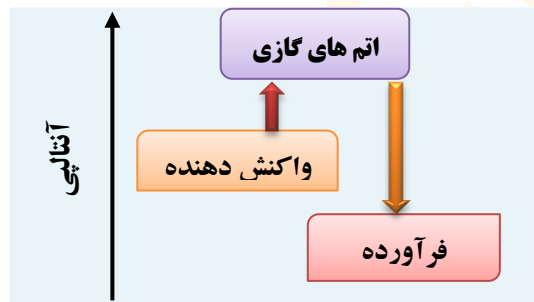 اتم های گازی
آنتالپی
واکنش دهنده
فرآورده